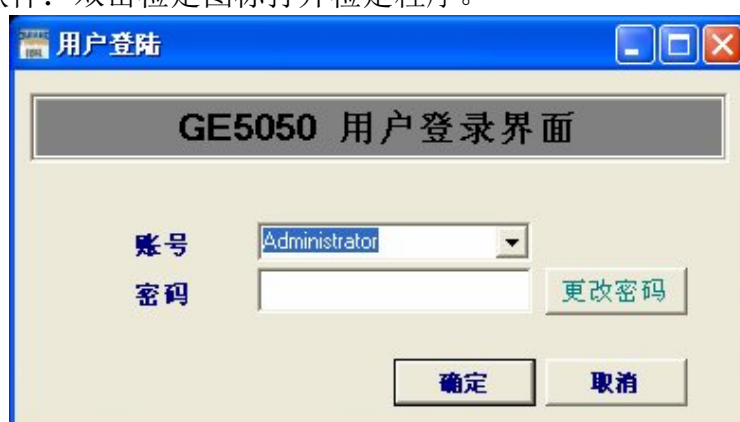 件：双击检定图标打开检定程序。
用户登陆
GE5050 用户登录界面
账号 Administrator
密码 更改密码
确定 取消